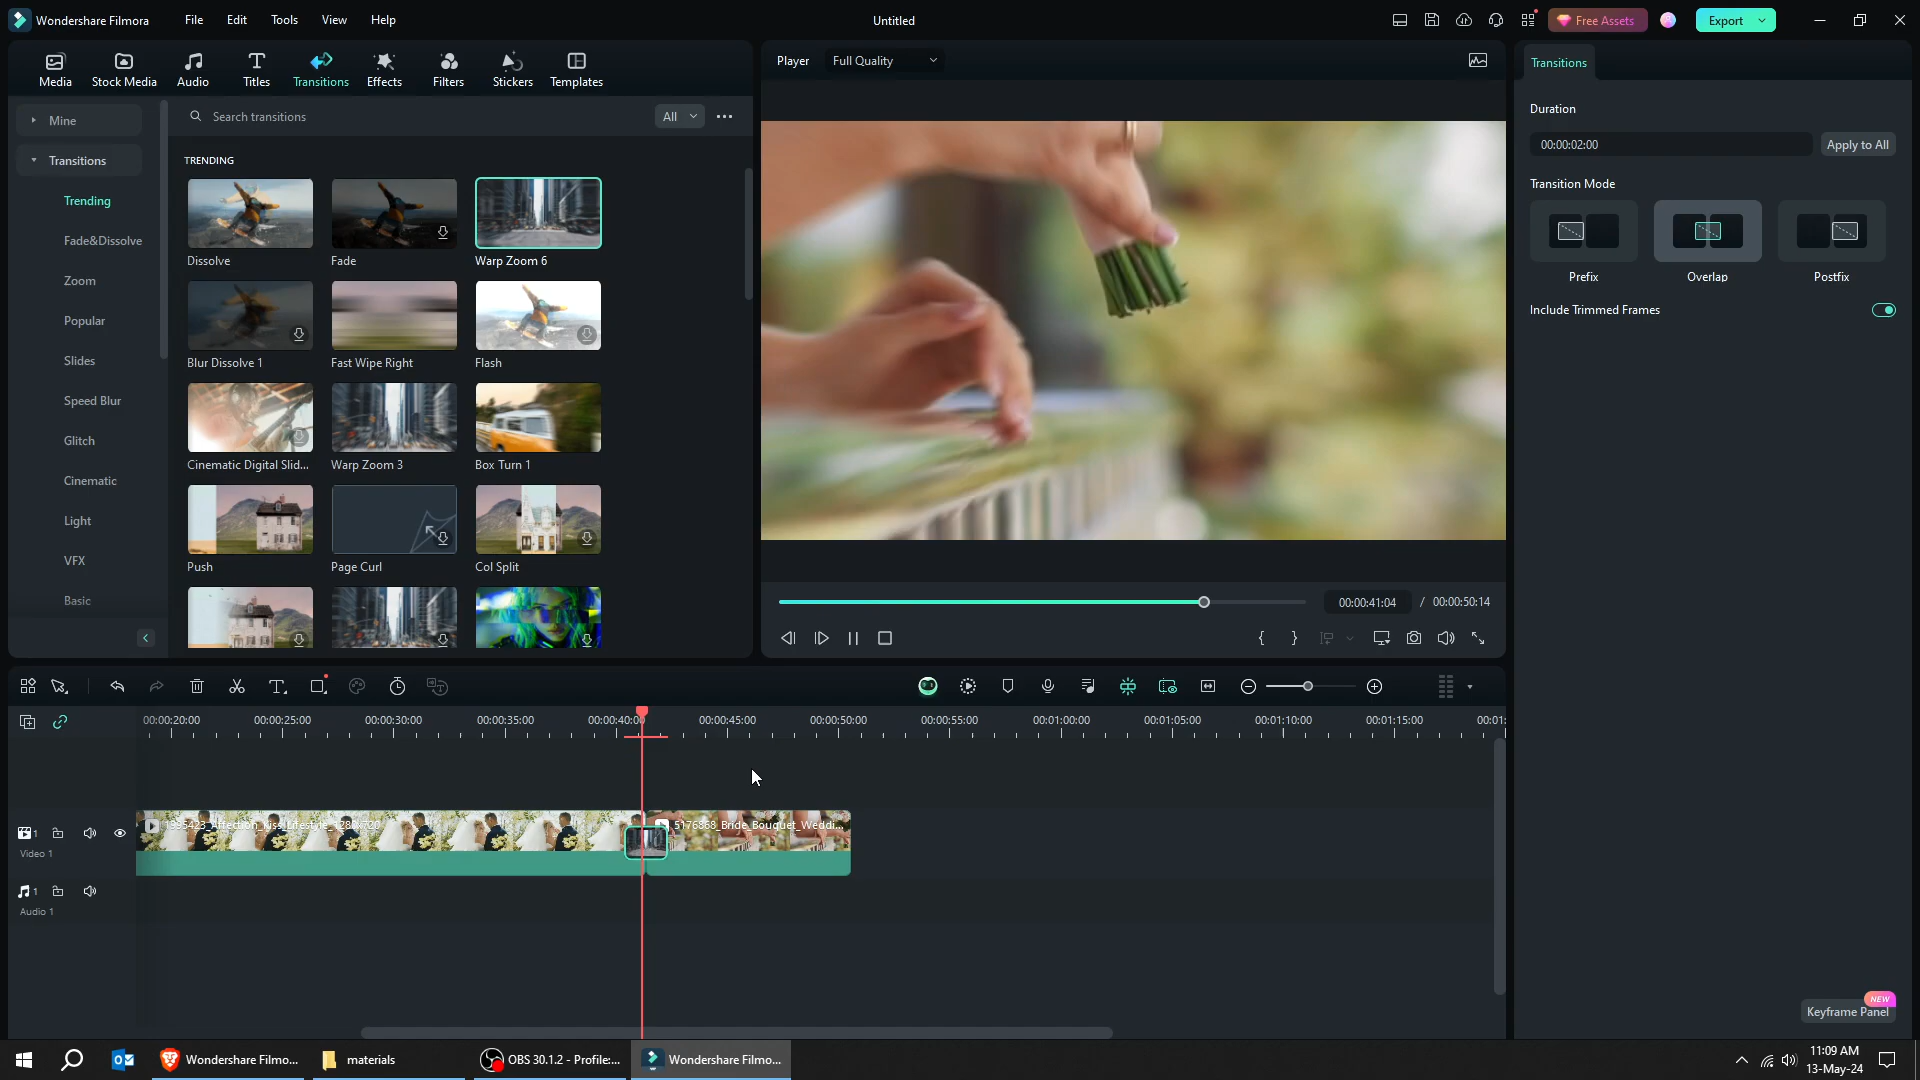 Wondershare Filmora
File
Edit
Tools
View
Help
Untitled
Free Assets
Export
Media
Stock Media
Audio
Titles
Transitions
Effects
Filters
Stickers
Templates
Player
Full Quality
Transitions
Mine
Transitions
Trending
Fade&Dissolve
Zoom
Popular
Slides
Speed Blur
Glitch
Cinematic
Light
VFX
Basic
Search transitions
All
TRENDING
Dissolve
Fade
Warp Zoom 6
Blur Dissolve 1
Fast Wipe Right
Flash
Cinematic Digital Slid...
Warp Zoom 3
Box Turn 1
Push
Page Curl
Col Split
00:00:41:04 / 00:00:50:14
Duration
00:00:02:00
Apply to All
Transition Mode
Prefix
Overlap
Postfix
Include Trimmed Frames
00:00:20:00
00:00:25:00
00:00:30:00
00:00:35:00
00:00:40:00
00:00:45:00
00:00:50:00
00:00:55:00
00:01:00:00
00:01:05:00
00:01:10:00
00:01:15:00
00:01:
1
Video 1
1
Audio 1
5176868_Bride_Bouquet_Weddi...
NEW
Keyframe Panel
Wondershare Filmo...
materials
OBS 30.1.2 - Profile:...
Wondershare Filmo...
11:09 AM
13-May-24